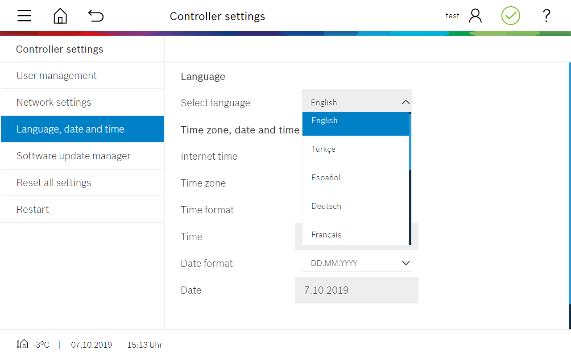 Controller settings
test
?
Controller settings
User management
Network settings
Language, date and time
Software update manager
Reset all settings
Restart
Language
Select language
English
English
Türkçe
Español
Deutsch
Français
Time zone, date and time
Internet time
Time zone
Time format
Time
Date format
DD.MM.YYYY
Date
7.10.2019
-3°C | 07.10.2019 15:13 Uhr